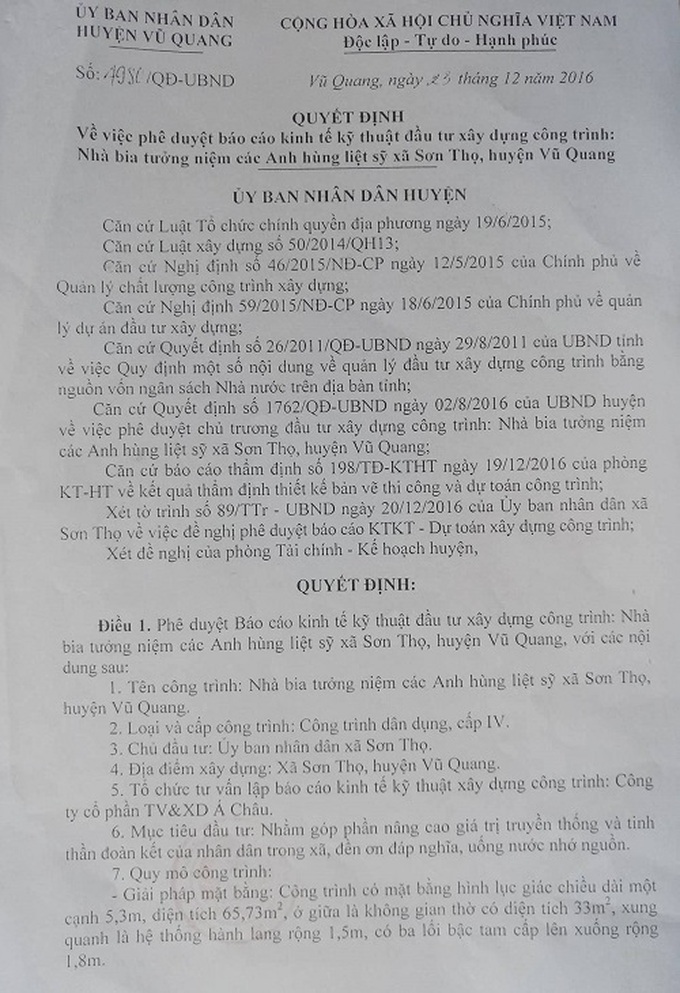 ỦY BAN NHÂN DÂN
HUYỆN VŨ QUANG
CỘNG HÒA XÃ HỘI CHỦ NGHĨA VIỆT NAM
Độc lập - Tự do - Hạnh phúc
Số: /QĐ-UBND
Vũ Quang, ngày 23 tháng 12 năm 2016
QUYẾT ĐỊNH
Về việc phê duyệt báo cáo kinh tế kỹ thuật đầu tư xây dựng công trình:
Nhà bia tưởng niệm các Anh hùng liệt sỹ xã Sơn Thọ, huyện Vũ Quang
ỦY BAN NHÂN DÂN HUYỆN
Căn cứ Luật Tổ chức chính quyền địa phương ngày 19/6/2015;
Căn cứ Luật xây dựng số 50/2014/QH13;
Căn cứ Nghị định số 46/2015/NĐ-CP ngày 12/5/2015 của Chính phủ về
Quản lý chất lượng công trình xây dựng;
Căn cứ Nghị định 59/2015/NĐ-CP ngày 18/6/2015 của Chính phủ về quản
lý dự án đầu tư xây dựng;
Căn cứ Quyết định số 26/2011/QĐ-UBND ngày 29/8/2011 của UBND tỉnh
về việc Quy định một số nội dung về quản lý đầu tư xây dựng công trình bằng
nguồn vốn ngân sách Nhà nước trên địa bàn tỉnh;
Căn cứ Quyết định số 1762/QĐ-UBND ngày 02/8/2016 của UBND huyện
về việc phê duyệt chủ trương đầu tư xây dựng công trình: Nhà bia tưởng niệm
các Anh hùng liệt sỹ xã Sơn Thọ, huyện Vũ Quang;
Căn cứ báo cáo thẩm định số 198/TĐ-KTHT ngày 19/12/2016 của phòng
KT-HT về kết quả thẩm định thiết kế bản vẽ thi công và dự toán công trình;
Xét tờ trình số 89/TTr - UBND ngày 20/12/2016 của Ủy ban nhân dân xã
Sơn Thọ về việc đề nghị phê duyệt báo cáo KTKT - Dự toán xây dựng công trình;
Xét đề nghị của phòng Tài chính - Kế hoạch huyện,
QUYẾT ĐỊNH:
Điều 1. Phê duyệt Báo cáo kinh tế kỹ thuật đầu tư xây dựng công trình: Nhà
bia tưởng niệm các Anh hùng liệt sỹ xã Sơn Thọ, huyện Vũ Quang, với các nội
dung sau:
1. Tên công trình: Nhà bia tưởng niệm các Anh hùng liệt sỹ xã Sơn Thọ,
huyện Vũ Quang.
2. Loại và cấp công trình: Công trình dân dụng, cấp IV.
3. Chủ đầu tư: Ủy ban nhân dân xã Sơn Thọ.
4. Địa điểm xây dựng: Xã Sơn Thọ, huyện Vũ Quang.
5. Tổ chức tư vấn lập báo cáo kinh tế kỹ thuật xây dựng công trình: Công
ty cổ phần TV&XD Á Châu.
6. Mục tiêu đầu tư: Nhằm góp phần nâng cao giá trị truyền thống và tinh
thần đoàn kết của nhân dân trong xã, đền ơn đáp nghĩa, uống nước nhớ nguồn.
7. Quy mô công trình:
- Giải pháp mặt bằng: Công trình có mặt bằng hình lục giác chiều dài một
cạnh 5,3m, diện tích 65,73m², ở giữa là không gian thờ có diện tích 33m², xung
quanh là hệ thống hành lang rộng 1,5m, có ba lối bậc tam cấp lên xuống rộng
1,8m.